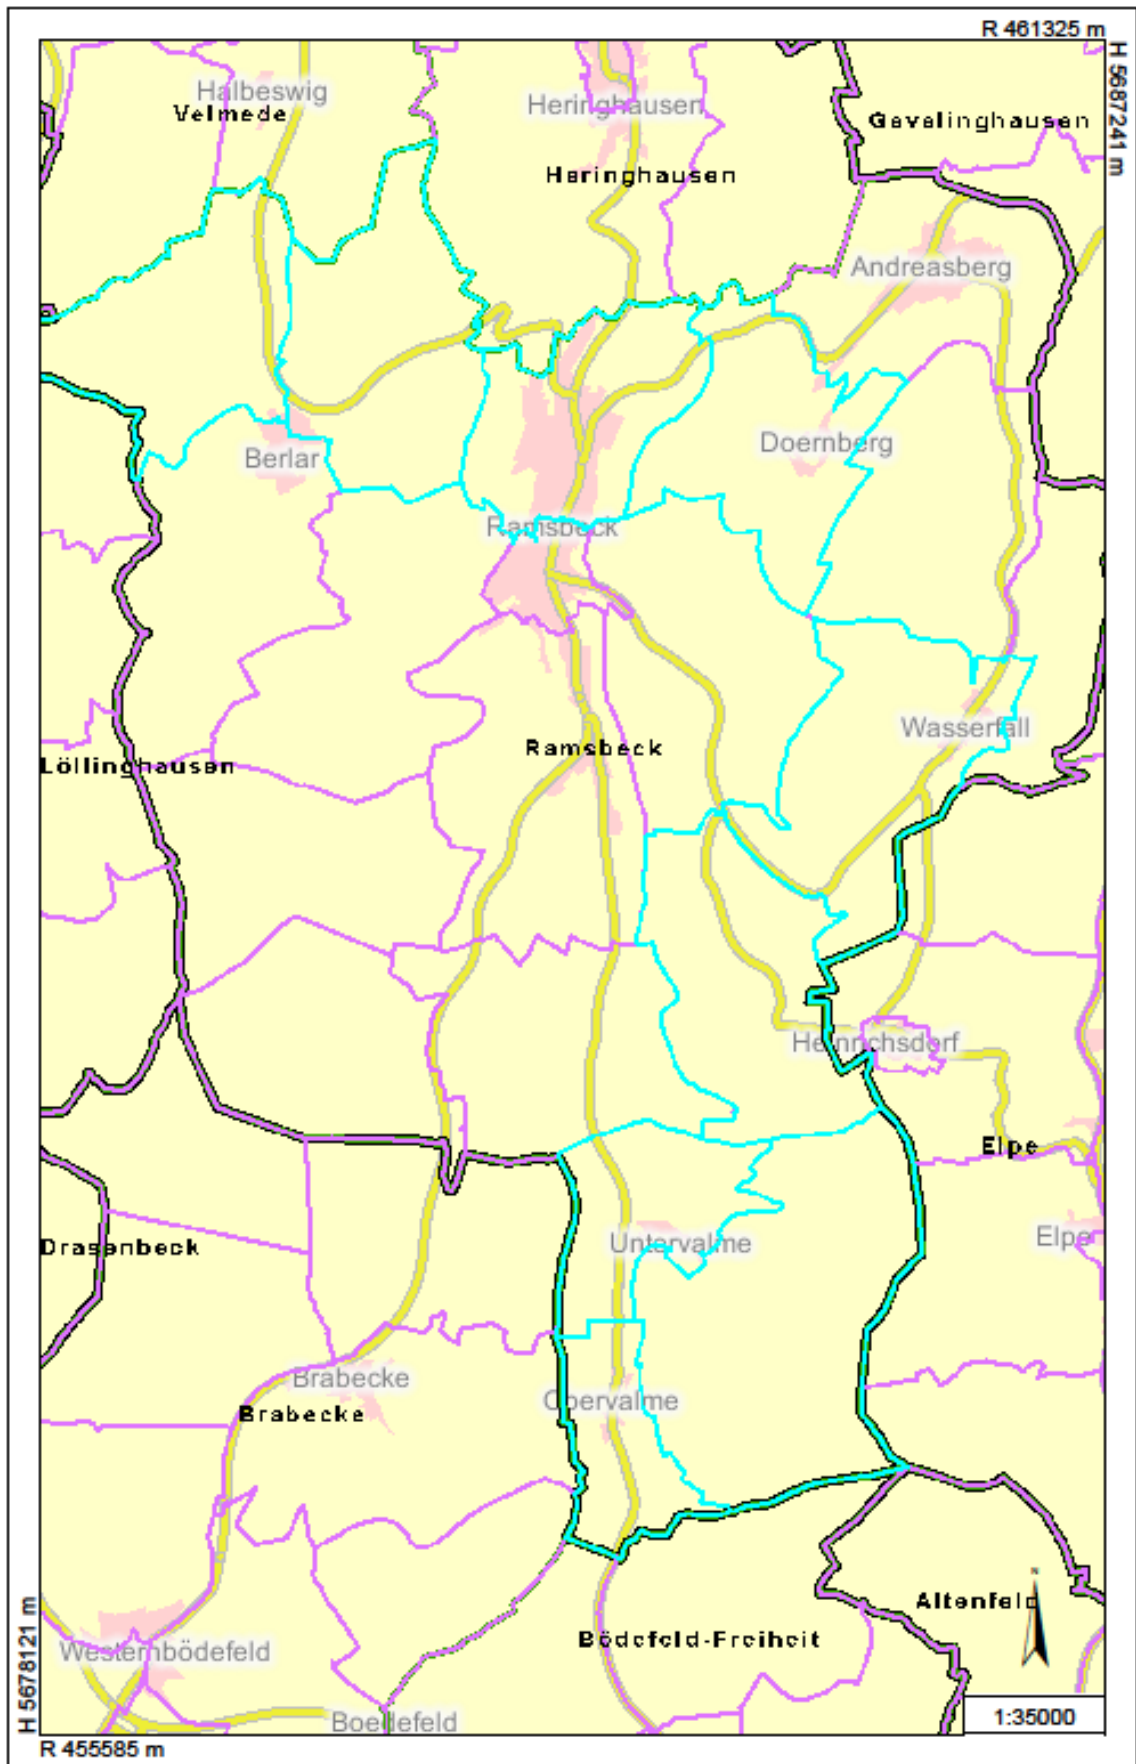 R 461325 m
H 5687241 m
Halbeswig
Velmede
Heringhausen
Gevelinghausen
Heringhausen
Andreasberg
Berlar
Doernberg
Ramsbeck
Wasserfall
Ramsbeck
Löllinghausen
Heinrichsdorf
Elpe
Drasenbeck
Untervalme
Elpe
Brabecke
Obervalme
Brabecke
Altenfeld
N
Bödefeld-Freiheit
Westernbödefeld
Boedefeld
1:35000
H 5678121 m
R 455585 m